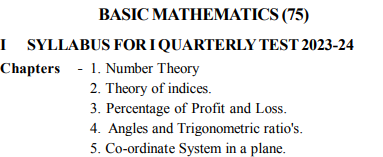 BASIC MATHEMATICS (75)
I SYLLABUS FOR I QUARTERLY TEST 2023-24
Chapters - 1. Number Theory
2. Theory of indices.
3. Percentage of Profit and Loss.
4. Angles and Trigonometric ratio's.
5. Co-ordinate System in a plane.